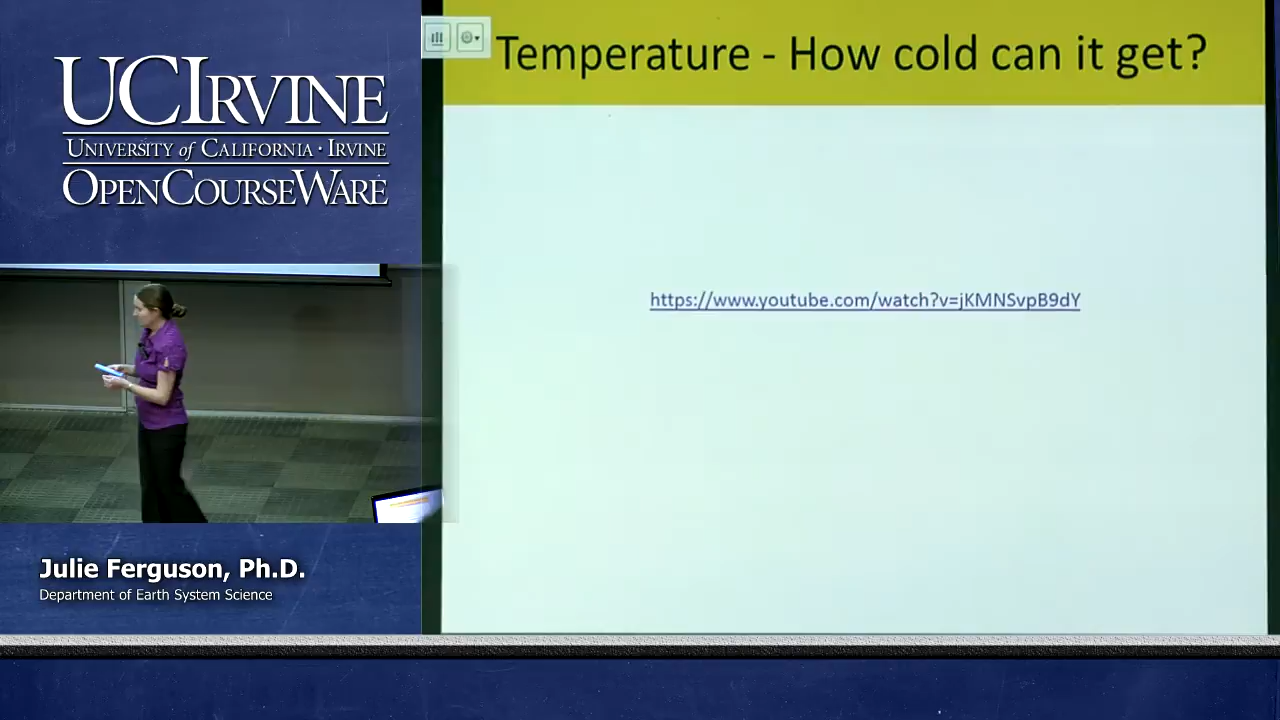 UCIRVINE
UNIVERSITY of CALIFORNIA · IRVINE
OPENCOURSEWARE
Temperature - How cold can it get?
https://www.youtube.com/watch?v=jKMNSvpB9dY
Julie Ferguson, Ph.D.
Department of Earth System Science